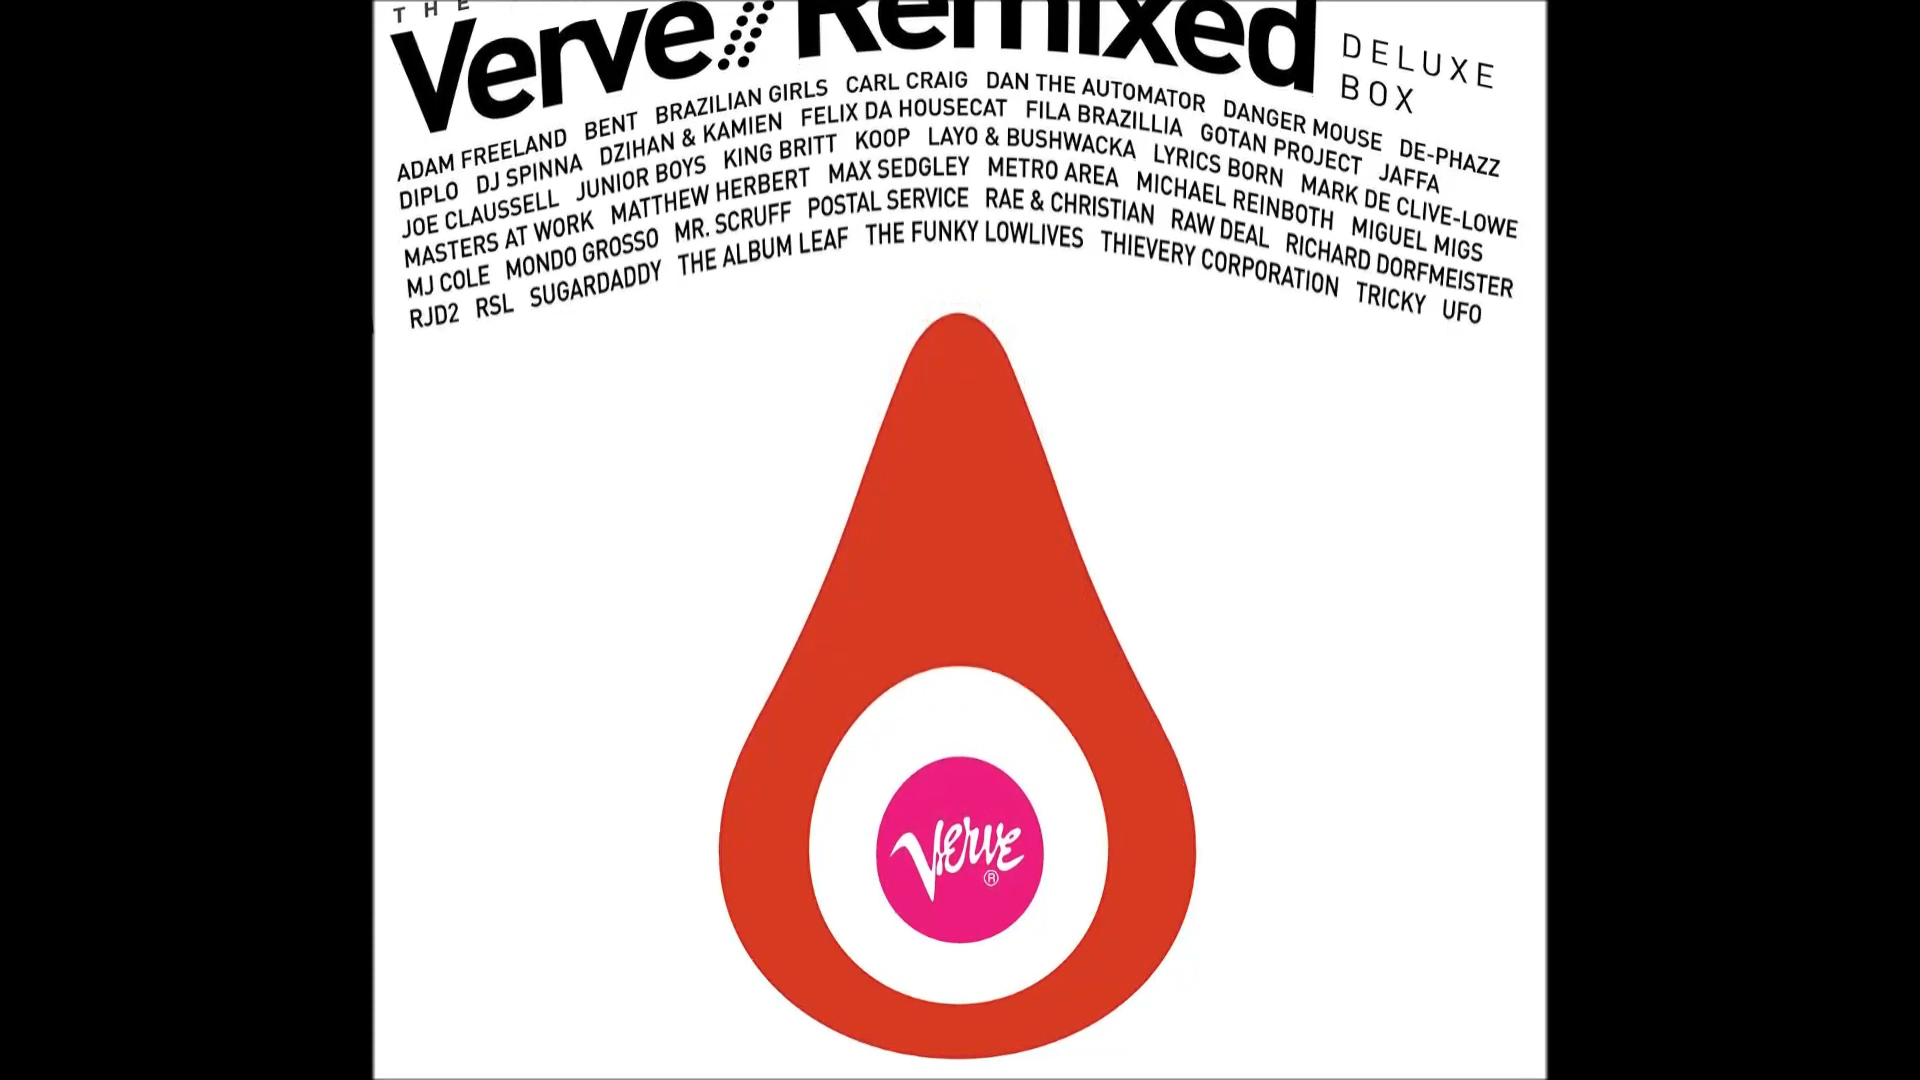 THE
Verve // Remixed
DELUXE
BOX
ADAM FREELAND BENT BRAZILIAN GIRLS CARL CRAIG DAN THE AUTOMATOR DANGER MOUSE DE-PHAZZ
DIPLO DJ SPINNA DZIHAN & KAMIEN FELIX DA HOUSECAT FILA BRAZILLIA GOTAN PROJECT JAFFA
JOE CLAUSSELL JUNIOR BOYS KING BRITT KOOP LAYO & BUSHWACKA LYRICS BORN MARK DE CLIVE-LOWE
MASTERS AT WORK MATTHEW HERBERT MAX SEDGLEY METRO AREA MICHAEL REINBOTH MIGUEL MIGS
MJ COLE MONDO GROSSO MR. SCRUFF POSTAL SERVICE RAE & CHRISTIAN RAW DEAL RICHARD DORFMEISTER
RJD2 RSL SUGARDADDY THE ALBUM LEAF THE FUNKY LOWLIVES THIEVERY CORPORATION TRICKY UFO
Verve
®